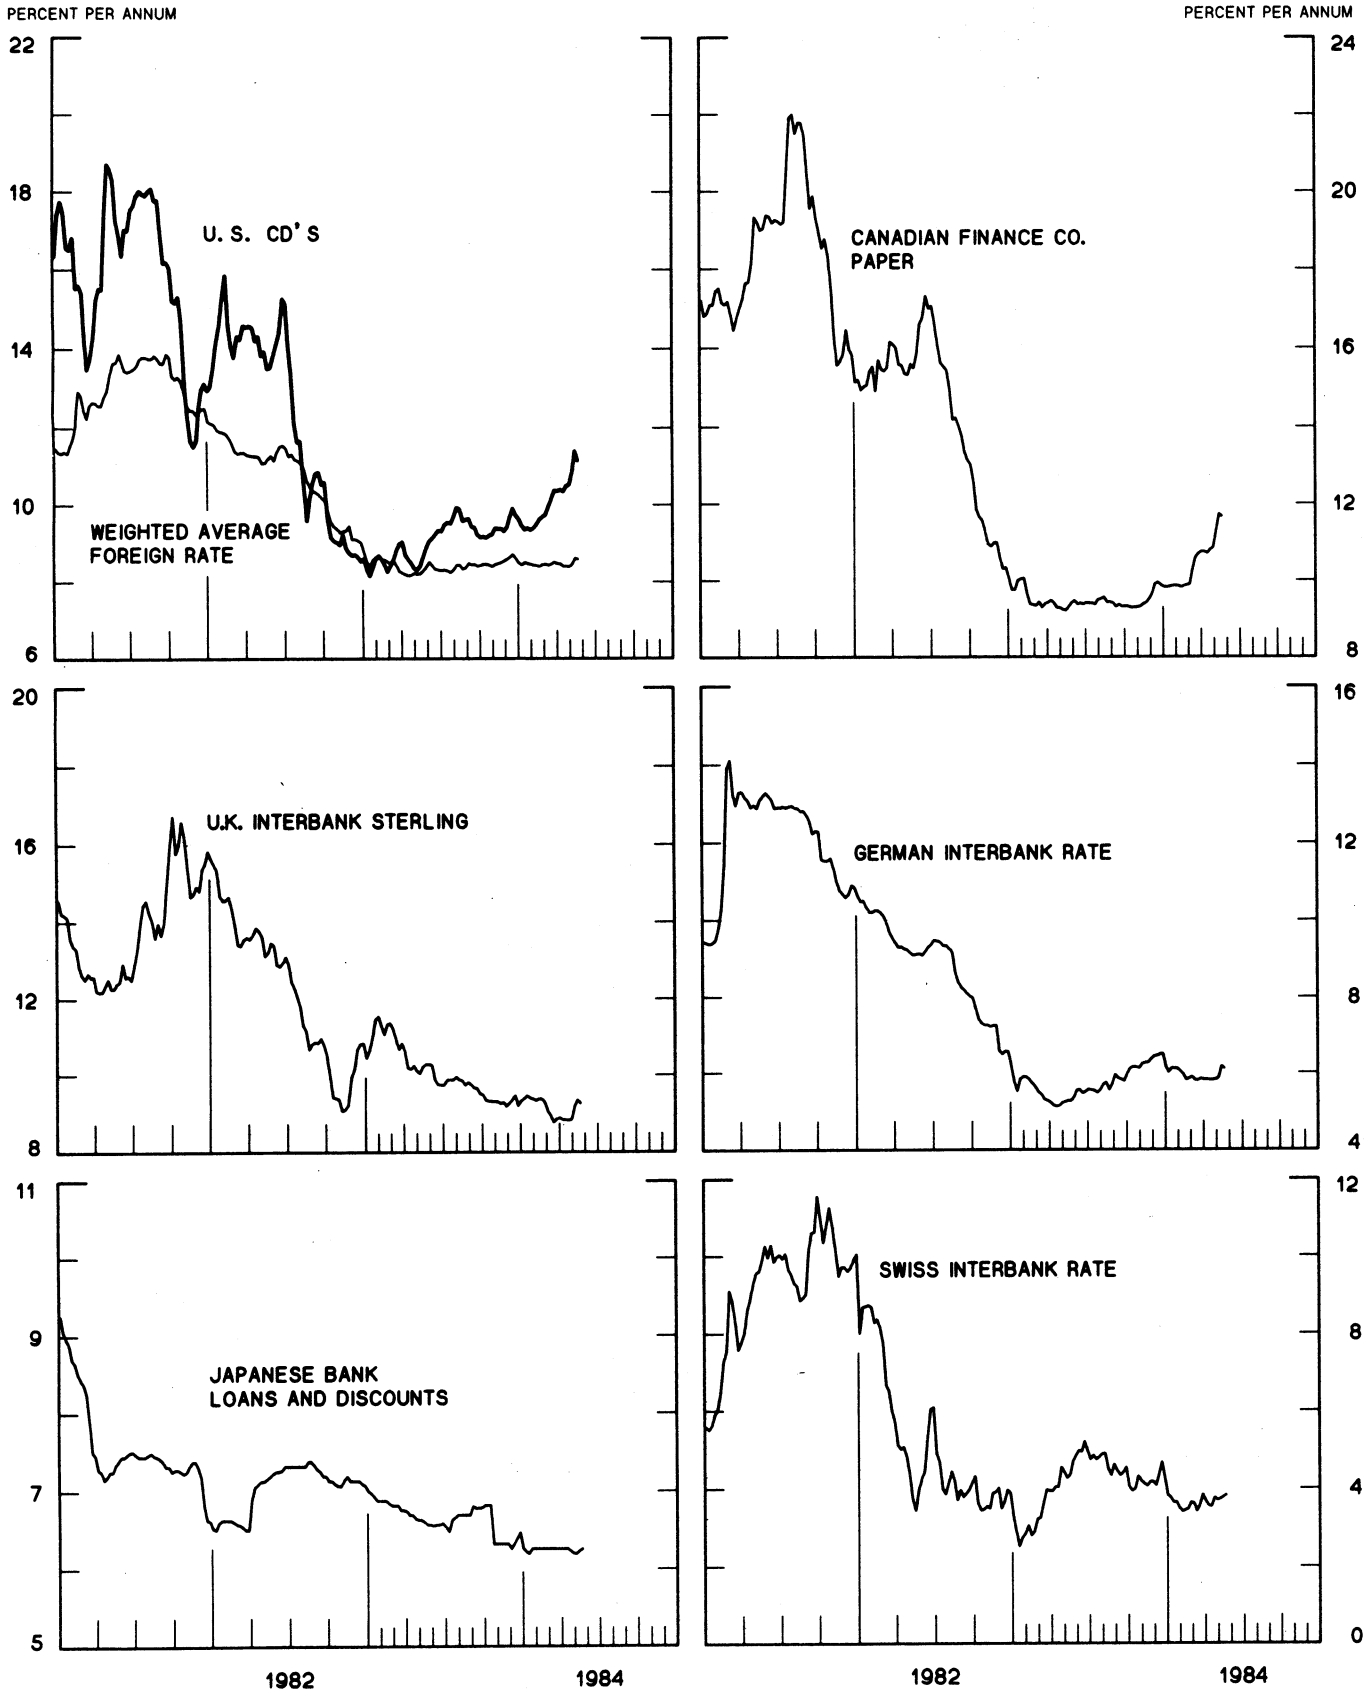 PERCENT PER ANNUM
PERCENT PER ANNUM
22
18
14
10
6
U. S. CD'S
WEIGHTED AVERAGE
FOREIGN RATE
24
20
16
12
8
CANADIAN FINANCE CO.
PAPER
20
16
12
8
U.K. INTERBANK STERLING
16
12
8
4
GERMAN INTERBANK RATE
11
9
7
5
JAPANESE BANK
LOANS AND DISCOUNTS
1982
1984
12
8
4
0
SWISS INTERBANK RATE
1982
1984